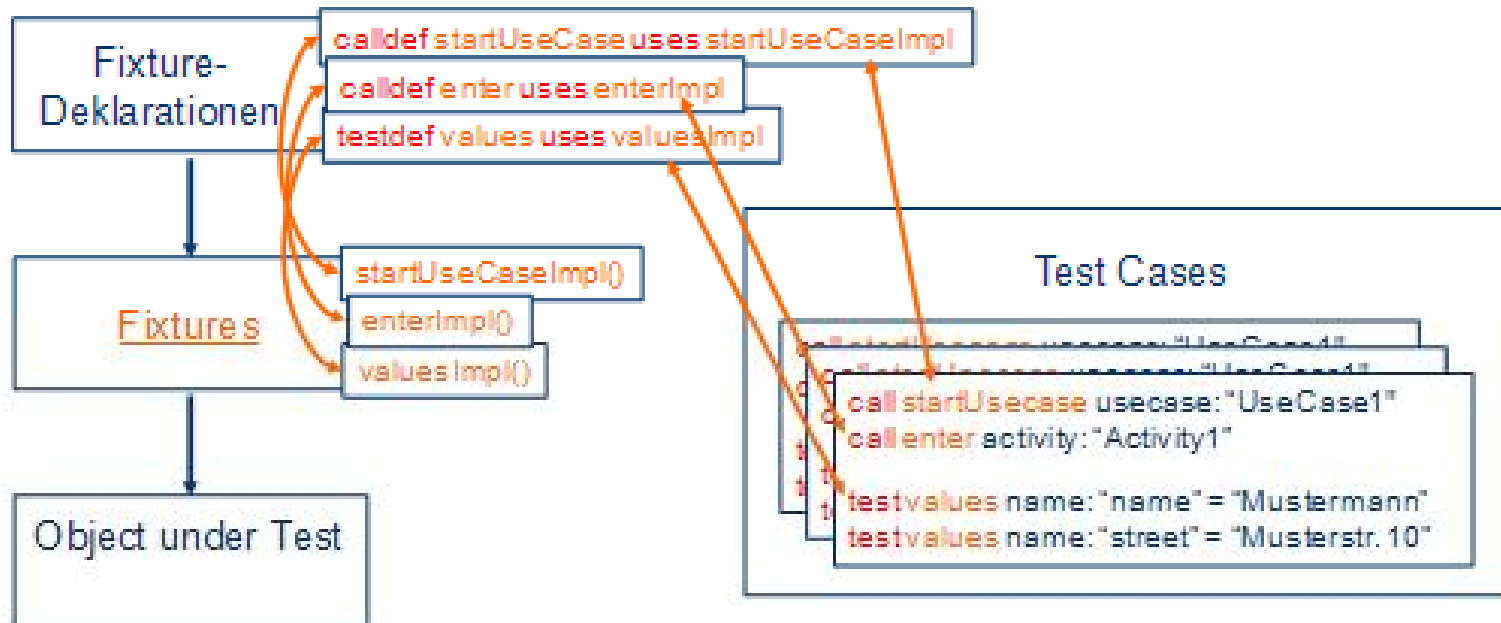 Fixture-
Deklarationen
calldef startUseCase uses startUseCaseImpl
calldef enter uses enterImpl
testdef values uses valuesImpl
Fixtures
startUseCaseImpl()
enterImpl()
valuesImpl()
Object under Test
Test Cases
call startUsecase usecase: "UseCase1"
call enter activity: "Activity1"
test values name: "name" = "Mustermann"
test values name: "street" = "Musterstr. 10"